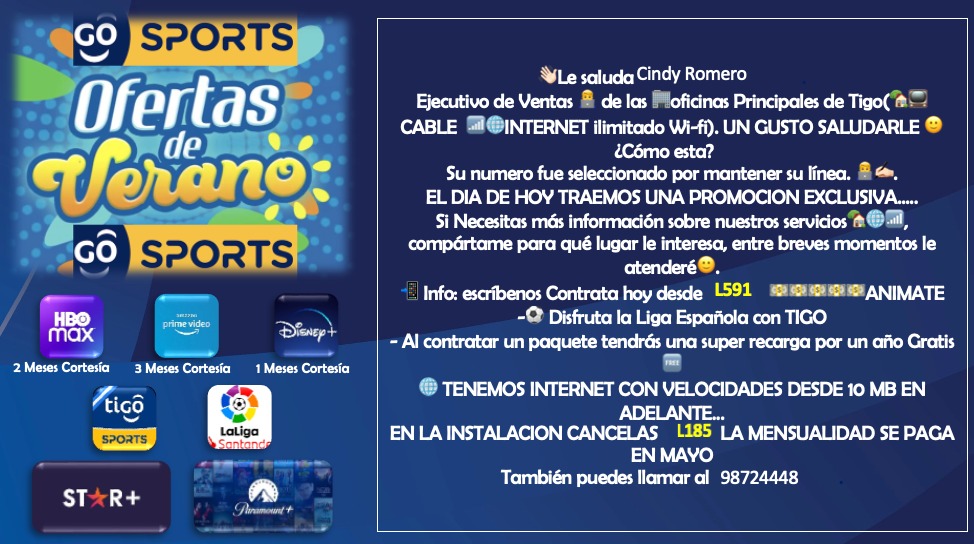 GO SPORTS
Ofertas
de
Verano
GO SPORTS
HBO
max
2 Meses Cortesía
amazon
prime video
3 Meses Cortesía
Disney+
1 Meses Cortesía
tigo
SPORTS
LaLiga
Santander
STAR+
Paramount+
👋Le saluda Cindy Romero
Ejecutivo de Ventas 👩‍💼 de las 🏢oficinas Principales de Tigo(🏡📺
CABLE 📶🌐INTERNET ilimitado Wi-fi). UN GUSTO SALUDARLE 🙂
¿Cómo esta?
Su numero fue seleccionado por mantener su línea. 👩‍💼✍🏻.
EL DIA DE HOY TRAEMOS UNA PROMOCION EXCLUSIVA.....
Si Necesitas más información sobre nuestros servicios🏡🌐📶,
compártame para qué lugar le interesa, entre breves momentos le
atenderé🙂.
📲 Info: escríbenos Contrata hoy desde L591 💴💴💴💴💴ANIMATE
-⚽ Disfruta la Liga Española con TIGO
- Al contratar un paquete tendrás una super recarga por un año Gratis
🆓
🌐 TENEMOS INTERNET CON VELOCIDADES DESDE 10 MB EN
ADELANTE...
EN LA INSTALACION CANCELAS L185 LA MENSUALIDAD SE PAGA
EN MAYO
También puedes llamar al 98724448